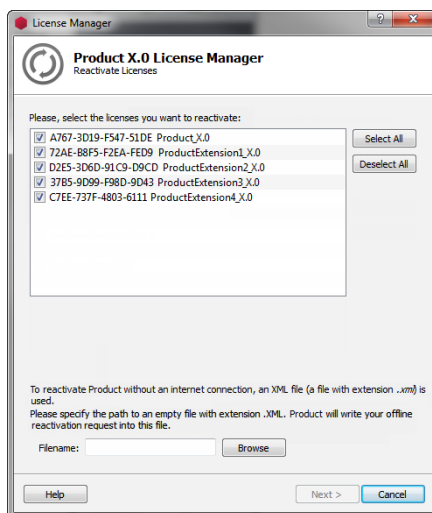 License Manager
Product X.0 License Manager
Reactivate Licenses
Please, select the licenses you want to reactivate:
A767-3D19-F547-51DE Product_X.0
72AE-B8F5-F2EA-FED9 ProductExtension1_X.0
D2E5-3D6D-91C9-D9CD ProductExtension2_X.0
37B5-9D99-F98D-9D43 ProductExtension3_X.0
C7EE-737F-4803-6111 ProductExtension4_X.0
Select All
Deselect All
To reactivate Product without an internet connection, an XML file (a file with extension .xml) is
used.
Please specify the path to an empty file with extension .XML. Product will write your offline
reactivation request into this file.
Filename:
Browse
Help
Next >
Cancel